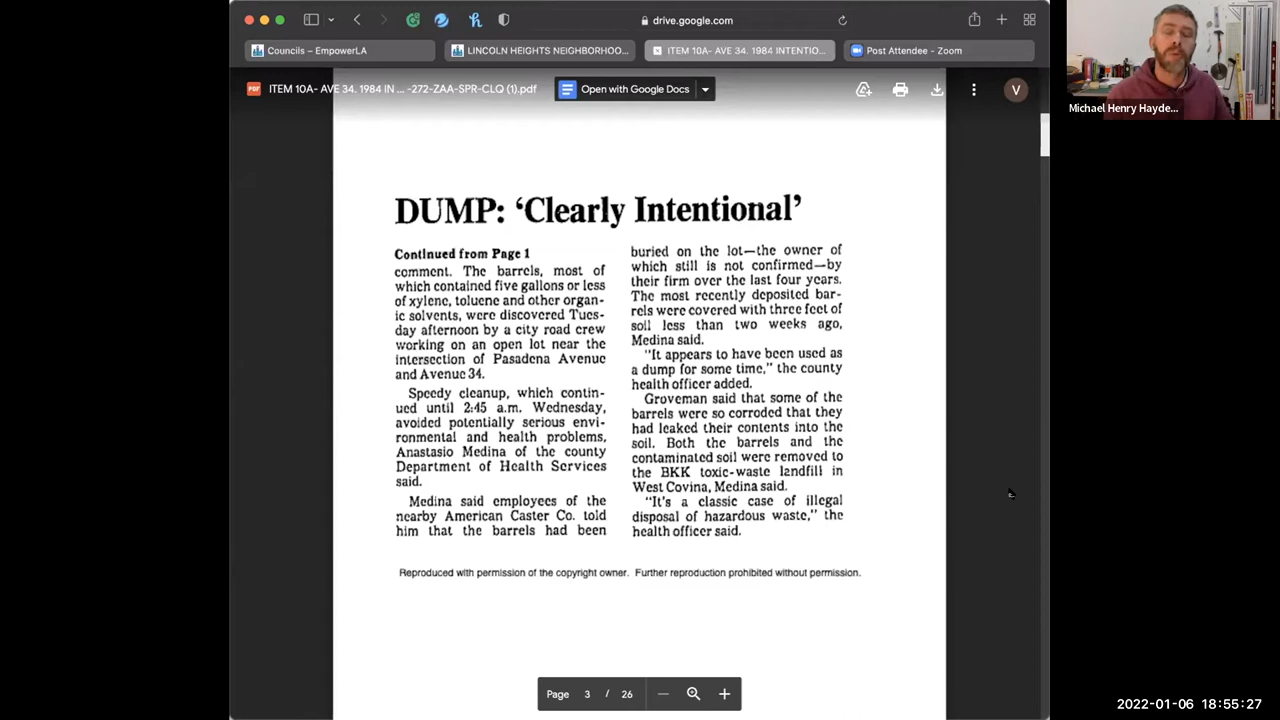 drive.google.com
Councils – EmpowerLA
LINCOLN HEIGHTS NEIGHBORHOO...
ITEM 10A- AVE 34. 1984 INTENTIO...
Post Attendee - Zoom
PDF
ITEM 10A- AVE 34. 1984 IN ... -272-ZAA-SPR-CLQ (1).pdf
Open with Google Docs
V
Michael Henry Hayde...
DUMP: ‘Clearly Intentional’
Continued from Page 1
comment. The barrels, most of
which contained five gallons or less
of xylene, toluene and other organ-
ic solvents, were discovered Tues-
day afternoon by a city road crew
working on an open lot near the
intersection of Pasadena Avenue
and Avenue 34.
Speedy cleanup, which contin-
ued until 2:45 a.m. Wednesday,
avoided potentially serious envi-
ronmental and health problems,
Anastasio Medina of the county
Department of Health Services
said.
Medina said employees of the
nearby American Caster Co. told
him that the barrels had been
buried on the lot—the owner of
which still is not confirmed—by
their firm over the last four years.
The most recently deposited bar-
rels were covered with three feet of
soil less than two weeks ago,
Medina said.
"It appears to have been used as
a dump for some time," the county
health officer added.
Groveman said that some of the
barrels were so corroded that they
had leaked their contents into the
soil. Both the barrels and the
contaminated soil were removed to
the BKK toxic-waste landfill in
West Covina, Medina said.
"It's a classic case of illegal
disposal of hazardous waste," the
health officer said.
Reproduced with permission of the copyright owner. Further reproduction prohibited without permission.
Page 3 / 26
2022-01-06 18:55:27